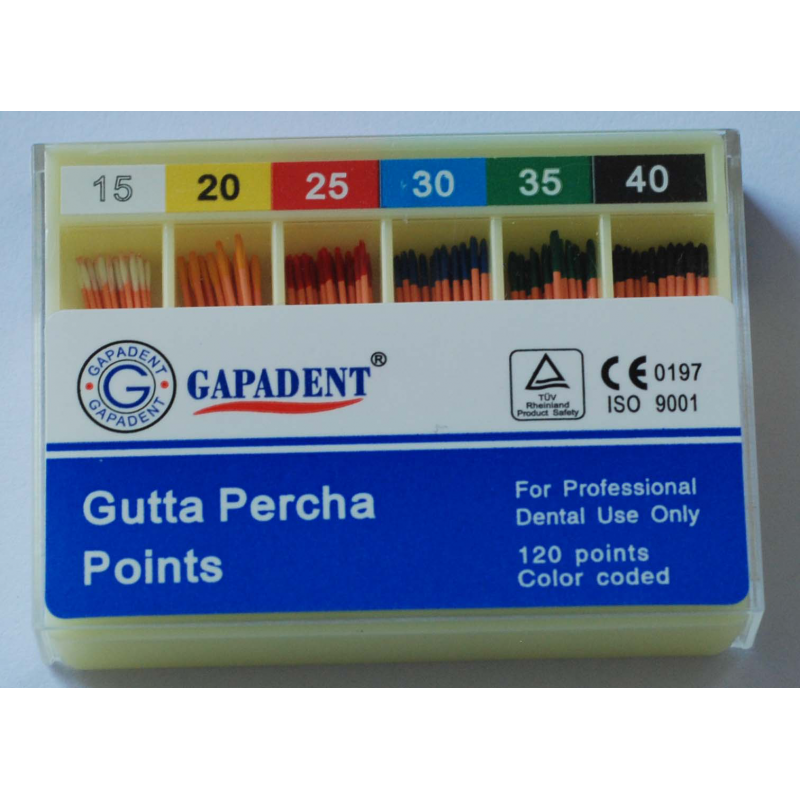 15 20 25 30 35 40
GAPADENT
G
GAPADENT
GAPADENT®
TÜV
Rheinland
Product Safety
CE 0197
ISO 9001
Gutta Percha
Points
For Professional
Dental Use Only
120 points
Color coded